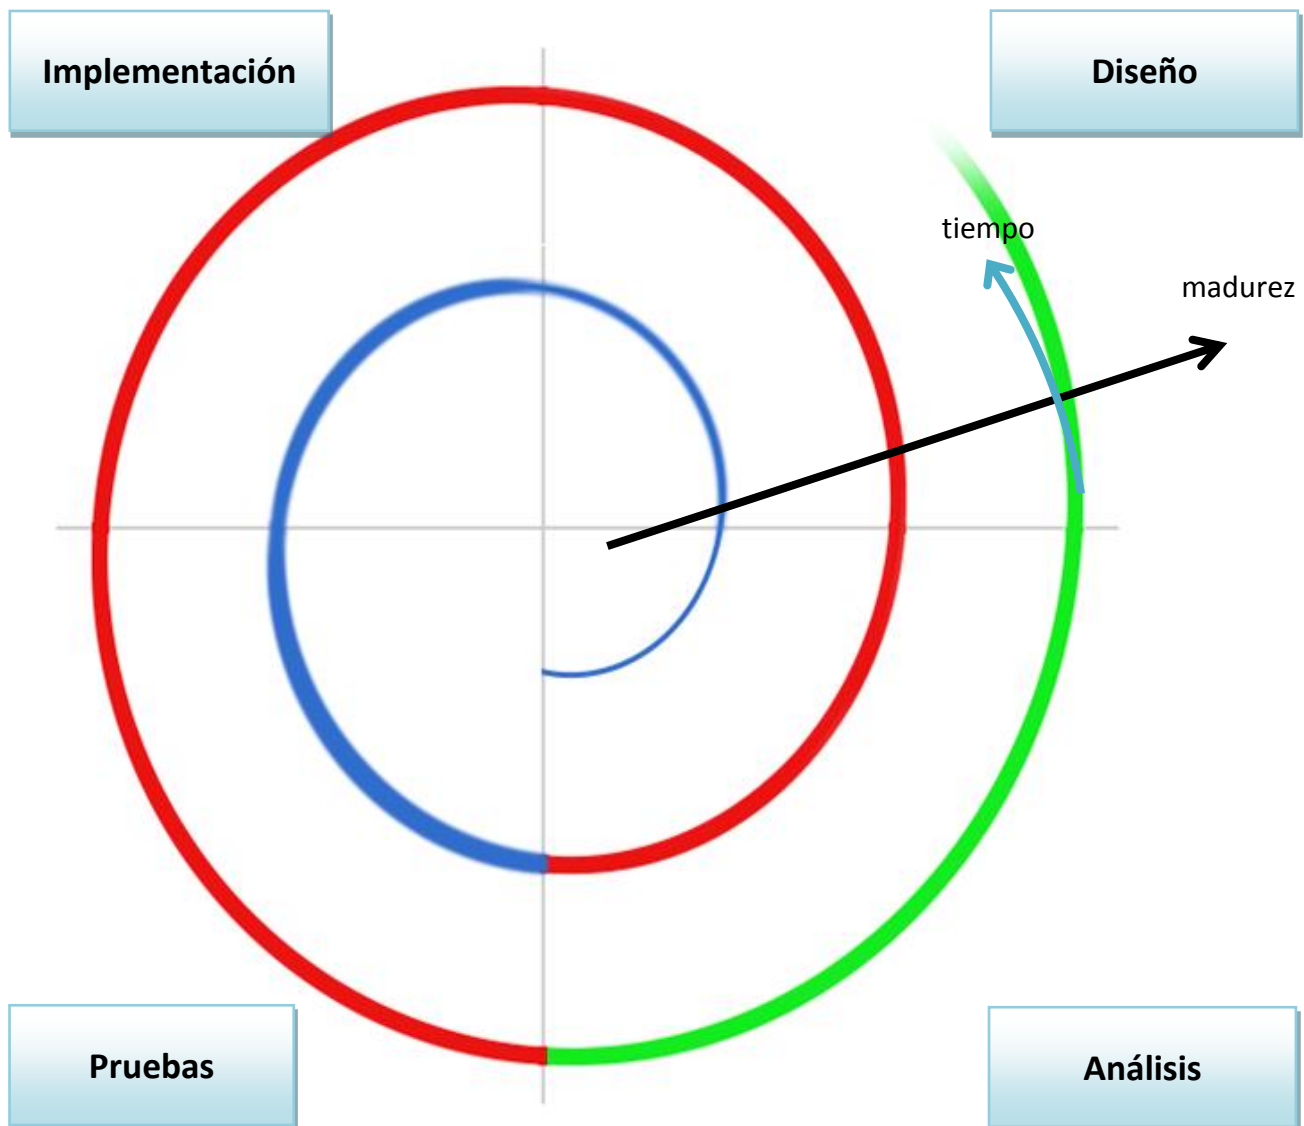 Implementación
Diseño
tiempo
madurez
Pruebas
Análisis